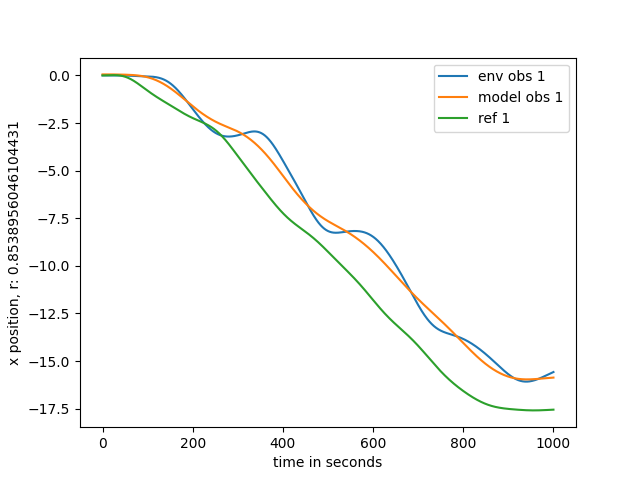 env obs 1
model obs 1
ref 1
0.0
−2.5
−5.0
−7.5
−10.0
−12.5
−15.0
−17.5
x position, r: 0.8538956046104431
0
200
400
600
800
1000
time in seconds